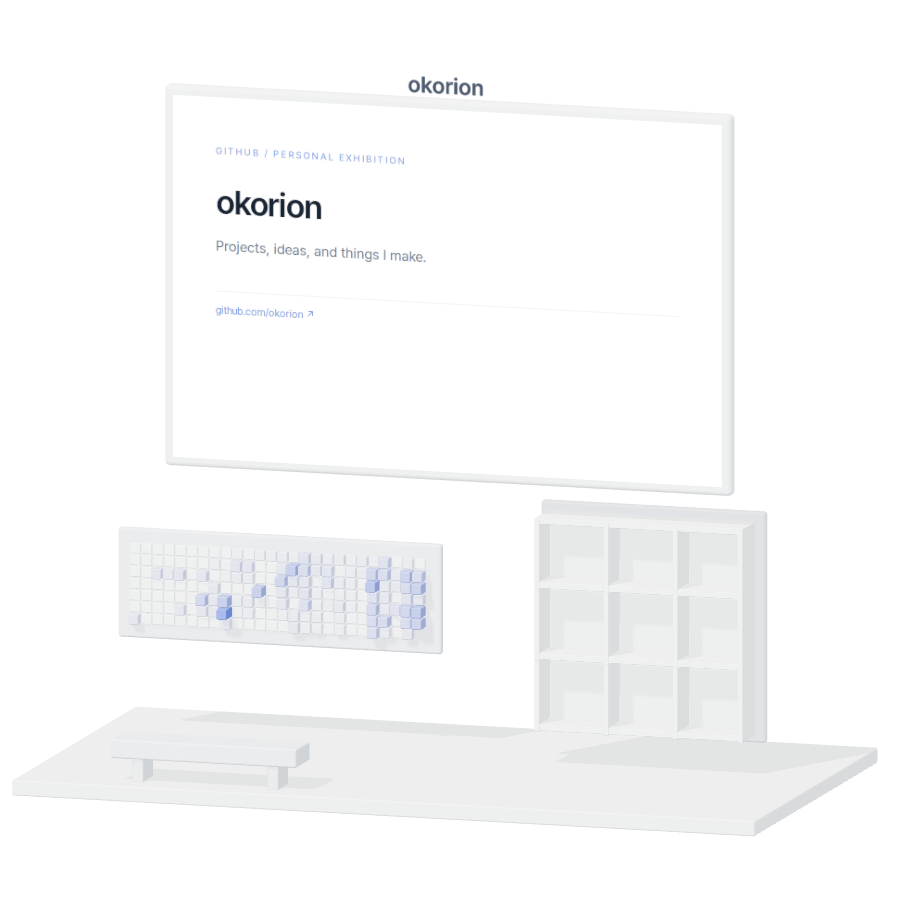 okorion
GITHUB / PERSONAL EXHIBITION
okorion
Projects, ideas, and things I make.
github.com/okorion ↗